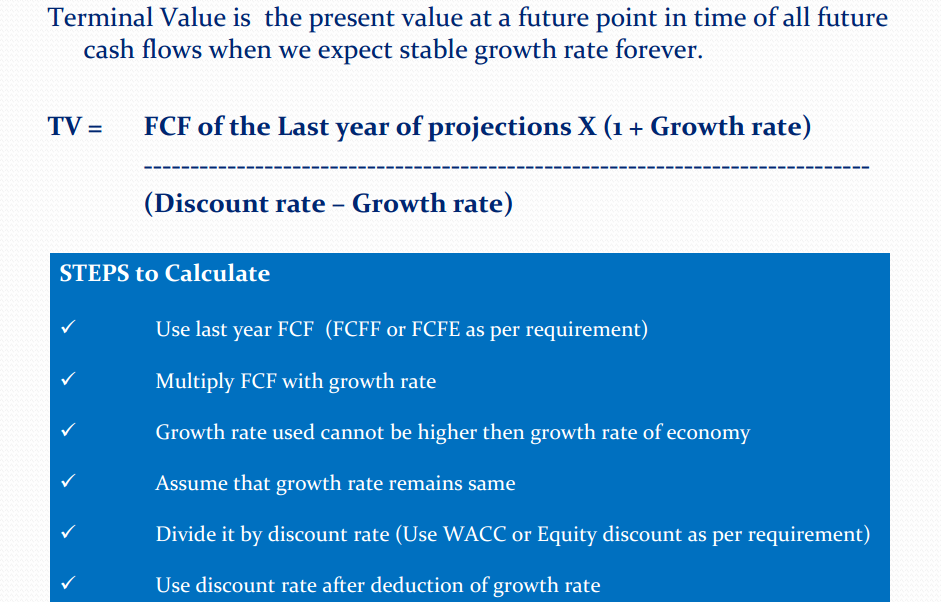 Terminal Value is the present value at a future point in time of all future
cash flows when we expect stable growth rate forever.
TV = FCF of the Last year of projections X (1 + Growth rate)
--------------------------------------------------------------------------------
(Discount rate – Growth rate)
STEPS to Calculate
✓ Use last year FCF (FCFF or FCFE as per requirement)
✓ Multiply FCF with growth rate
✓ Growth rate used cannot be higher then growth rate of economy
✓ Assume that growth rate remains same
✓ Divide it by discount rate (Use WACC or Equity discount as per requirement)
✓ Use discount rate after deduction of growth rate